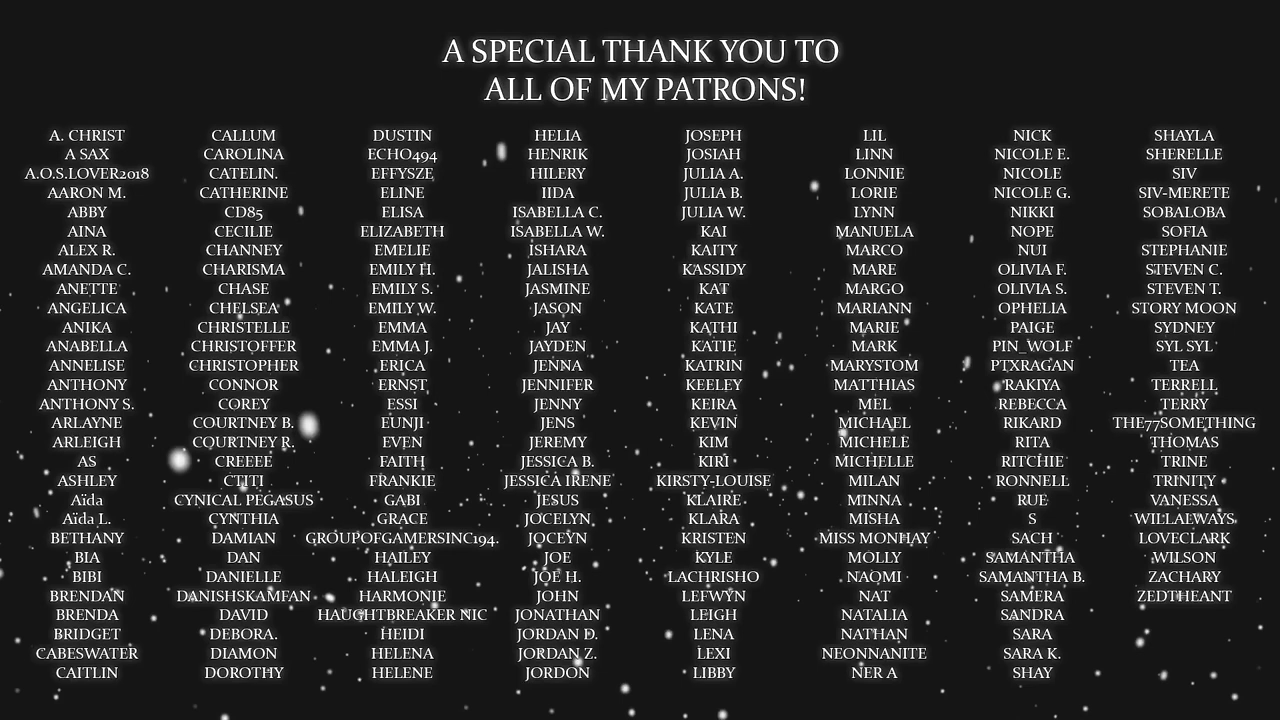 A SPECIAL THANK YOU TO
ALL OF MY PATRONS!
A. CHRIST
A SAX
A.O.S.LOVER2018
AARON M.
ABBY
AINA
ALEX R.
AMANDA C.
ANETTE
ANGELICA
ANIKA
ANABELLA
ANNELISE
ANTHONY
ANTHONY S.
ARLAYNE
ARLEIGH
AS
ASHLEY
Aïda
Aïda L.
BETHANY
BIA
BIBI
BRENDAN
BRENDA
BRIDGET
CABESWATER
CAITLIN
CALLUM
CAROLINA
CATELIN.
CATHERINE
CD85
CECILIE
CHANNEY
CHARISMA
CHASE
CHELSEA
CHRISTELLE
CHRISTOFFER
CHRISTOPHER
CONNOR
COREY
COURTNEY B.
COURTNEY R.
CREEEE
CTITI
CYNICAL PEGASUS
CYNTHIA
DAMIAN
DAN
DANIELLE
DANISHSKAMFAN
DAVID
DEBORA.
DIAMON
DOROTHY
DUSTIN
ECHO494
EFFYSZE
ELINE
ELISA
ELIZABETH
EMELIE
EMILY H.
EMILY S.
EMILY W.
EMMA
EMMA J.
ERICA
ERNST
ESSI
EUNJI
EVEN
FAITH
FRANKIE
GABI
GRACE
GROUPOFGAMERSINC194.
HAILEY
HALEIGH
HARMONIE
HAUGHTBREAKER NIC
HEIDI
HELENA
HELENE
HELIA
HENRIK
HILERY
IIDA
ISABELLA C.
ISABELLA W.
ISHARA
JALISHA
JASMINE
JASON
JAY
JAYDEN
JENNA
JENNIFER
JENNY
JENS
JEREMY
JESSICA B.
JESSICA IRENE
JESUS
JOCELYN
JOCEYN
JOE
JOE H.
JOHN
JONATHAN
JORDAN D.
JORDAN Z.
JORDON
JOSEPH
JOSIAH
JULIA A.
JULIA B.
JULIA W.
KAI
KAITY
KASSIDY
KAT
KATE
KATHI
KATIE
KATRIN
KEELEY
KEIRA
KEVIN
KIM
KIRI
KIRSTY-LOUISE
KLAIRE
KLARA
KRISTEN
KYLE
LACHRISHO
LEFWYN
LEIGH
LENA
LEXI
LIBBY
LIL
LINN
LONNIE
LORIE
LYNN
MANUELA
MARCO
MARE
MARGO
MARIANN
MARIE
MARK
MARYSTOM
MATTHIAS
MEL
MICHAEL
MICHELE
MICHELLE
MILAN
MINNA
MISHA
MISS MONDAY
MOLLY
NAOMI
NAT
NATALIA
NATHAN
NEONNAITE
NER A
NICK
NICOLE E.
NICOLE
NICOLE G.
NIKKI
NOPE
NUI
OLIVIA F.
OLIVIA S.
OPHELIA
PAIGE
PIN_WOLF
PTXRAGAN
RAKIYA
REBECCA
RIKARD
RITA
RITCHIE
RONNELL
RUE
S
SACH
SAMANTHA
SAMANTHA B.
SAMERA
SANDRA
SARA
SARA K.
SHAY
SHAYLA
SHERELLE
SIV
SIV-MERETE
SOBALOBA
SOFIA
STEPHANIE
STEVEN C.
STEVEN T.
STORY MOON
SYDNEY
SYL SYL
TEA
TERRELL
TERRY
THE77SOMETHING
THOMAS
TRINE
TRINITY
VANESSA
WILLALWAYS
LOVECLARK
WILSON
ZACHARY
ZEDTHEANT